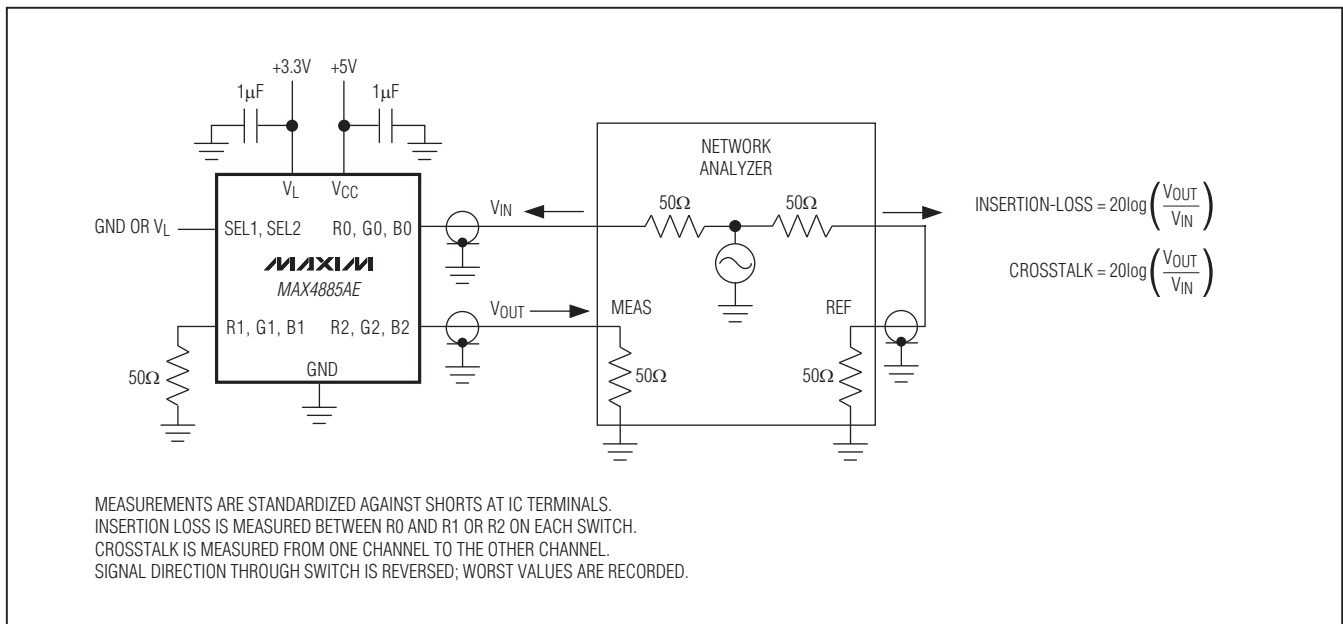 +3.3V +5V
1µF 1µF
VL VCC
NETWORK
ANALYZER
50Ω 50Ω
VIN
GND OR VL
SEL1, SEL2 R0, G0, B0
MAXIM
MAX4885AE
R1, G1, B1 R2, G2, B2
GND
50Ω
VOUT
MEAS REF
50Ω 50Ω
INSERTION-LOSS = 20log(VOUT/VIN)
CROSSTALK = 20log(VOUT/VIN)
MEASUREMENTS ARE STANDARDIZED AGAINST SHORTS AT IC TERMINALS.
INSERTION LOSS IS MEASURED BETWEEN R0 AND R1 OR R2 ON EACH SWITCH.
CROSSTALK IS MEASURED FROM ONE CHANNEL TO THE OTHER CHANNEL.
SIGNAL DIRECTION THROUGH SWITCH IS REVERSED; WORST VALUES ARE RECORDED.